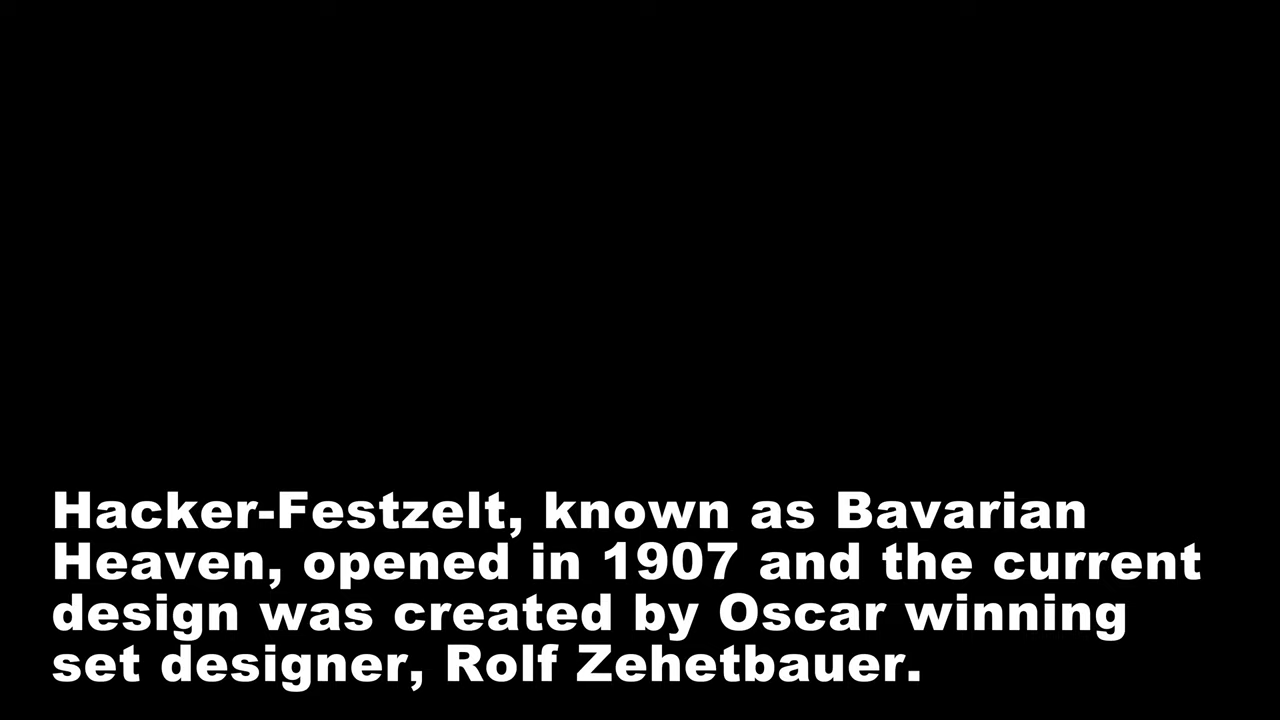 Hacker-Festzelt, known as Bavarian
Heaven, opened in 1907 and the current
design was created by Oscar winning
set designer, Rolf Zehetbauer.